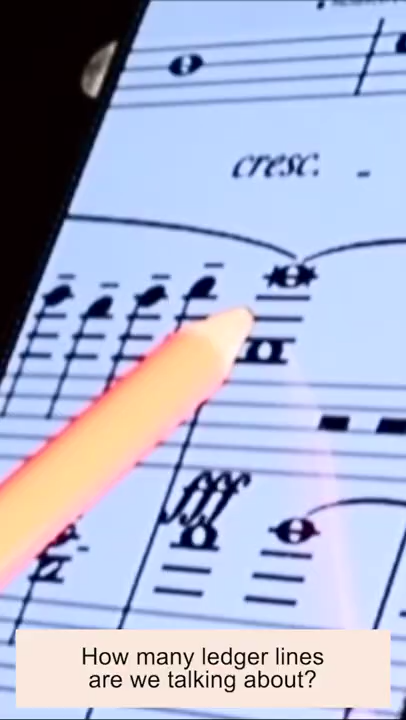 cresc. -
fff
How many ledger lines
are we talking about?